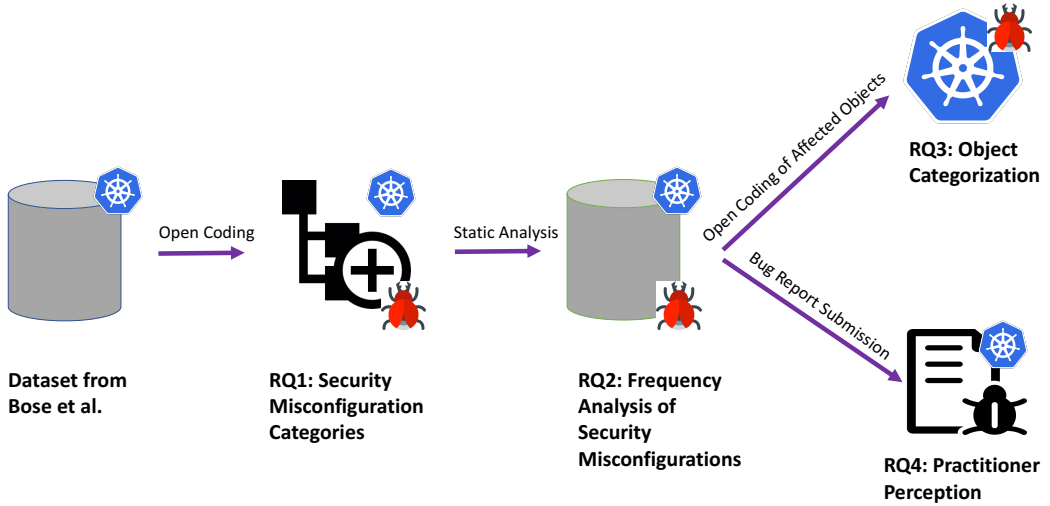 Dataset from
Bose et al.
Open Coding
RQ1: Security
Misconfiguration
Categories
Static Analysis
RQ2: Frequency
Analysis of
Security
Misconfigurations
Open Coding of Affected Objects
RQ3: Object
Categorization
Bug Report Submission
RQ4: Practitioner
Perception